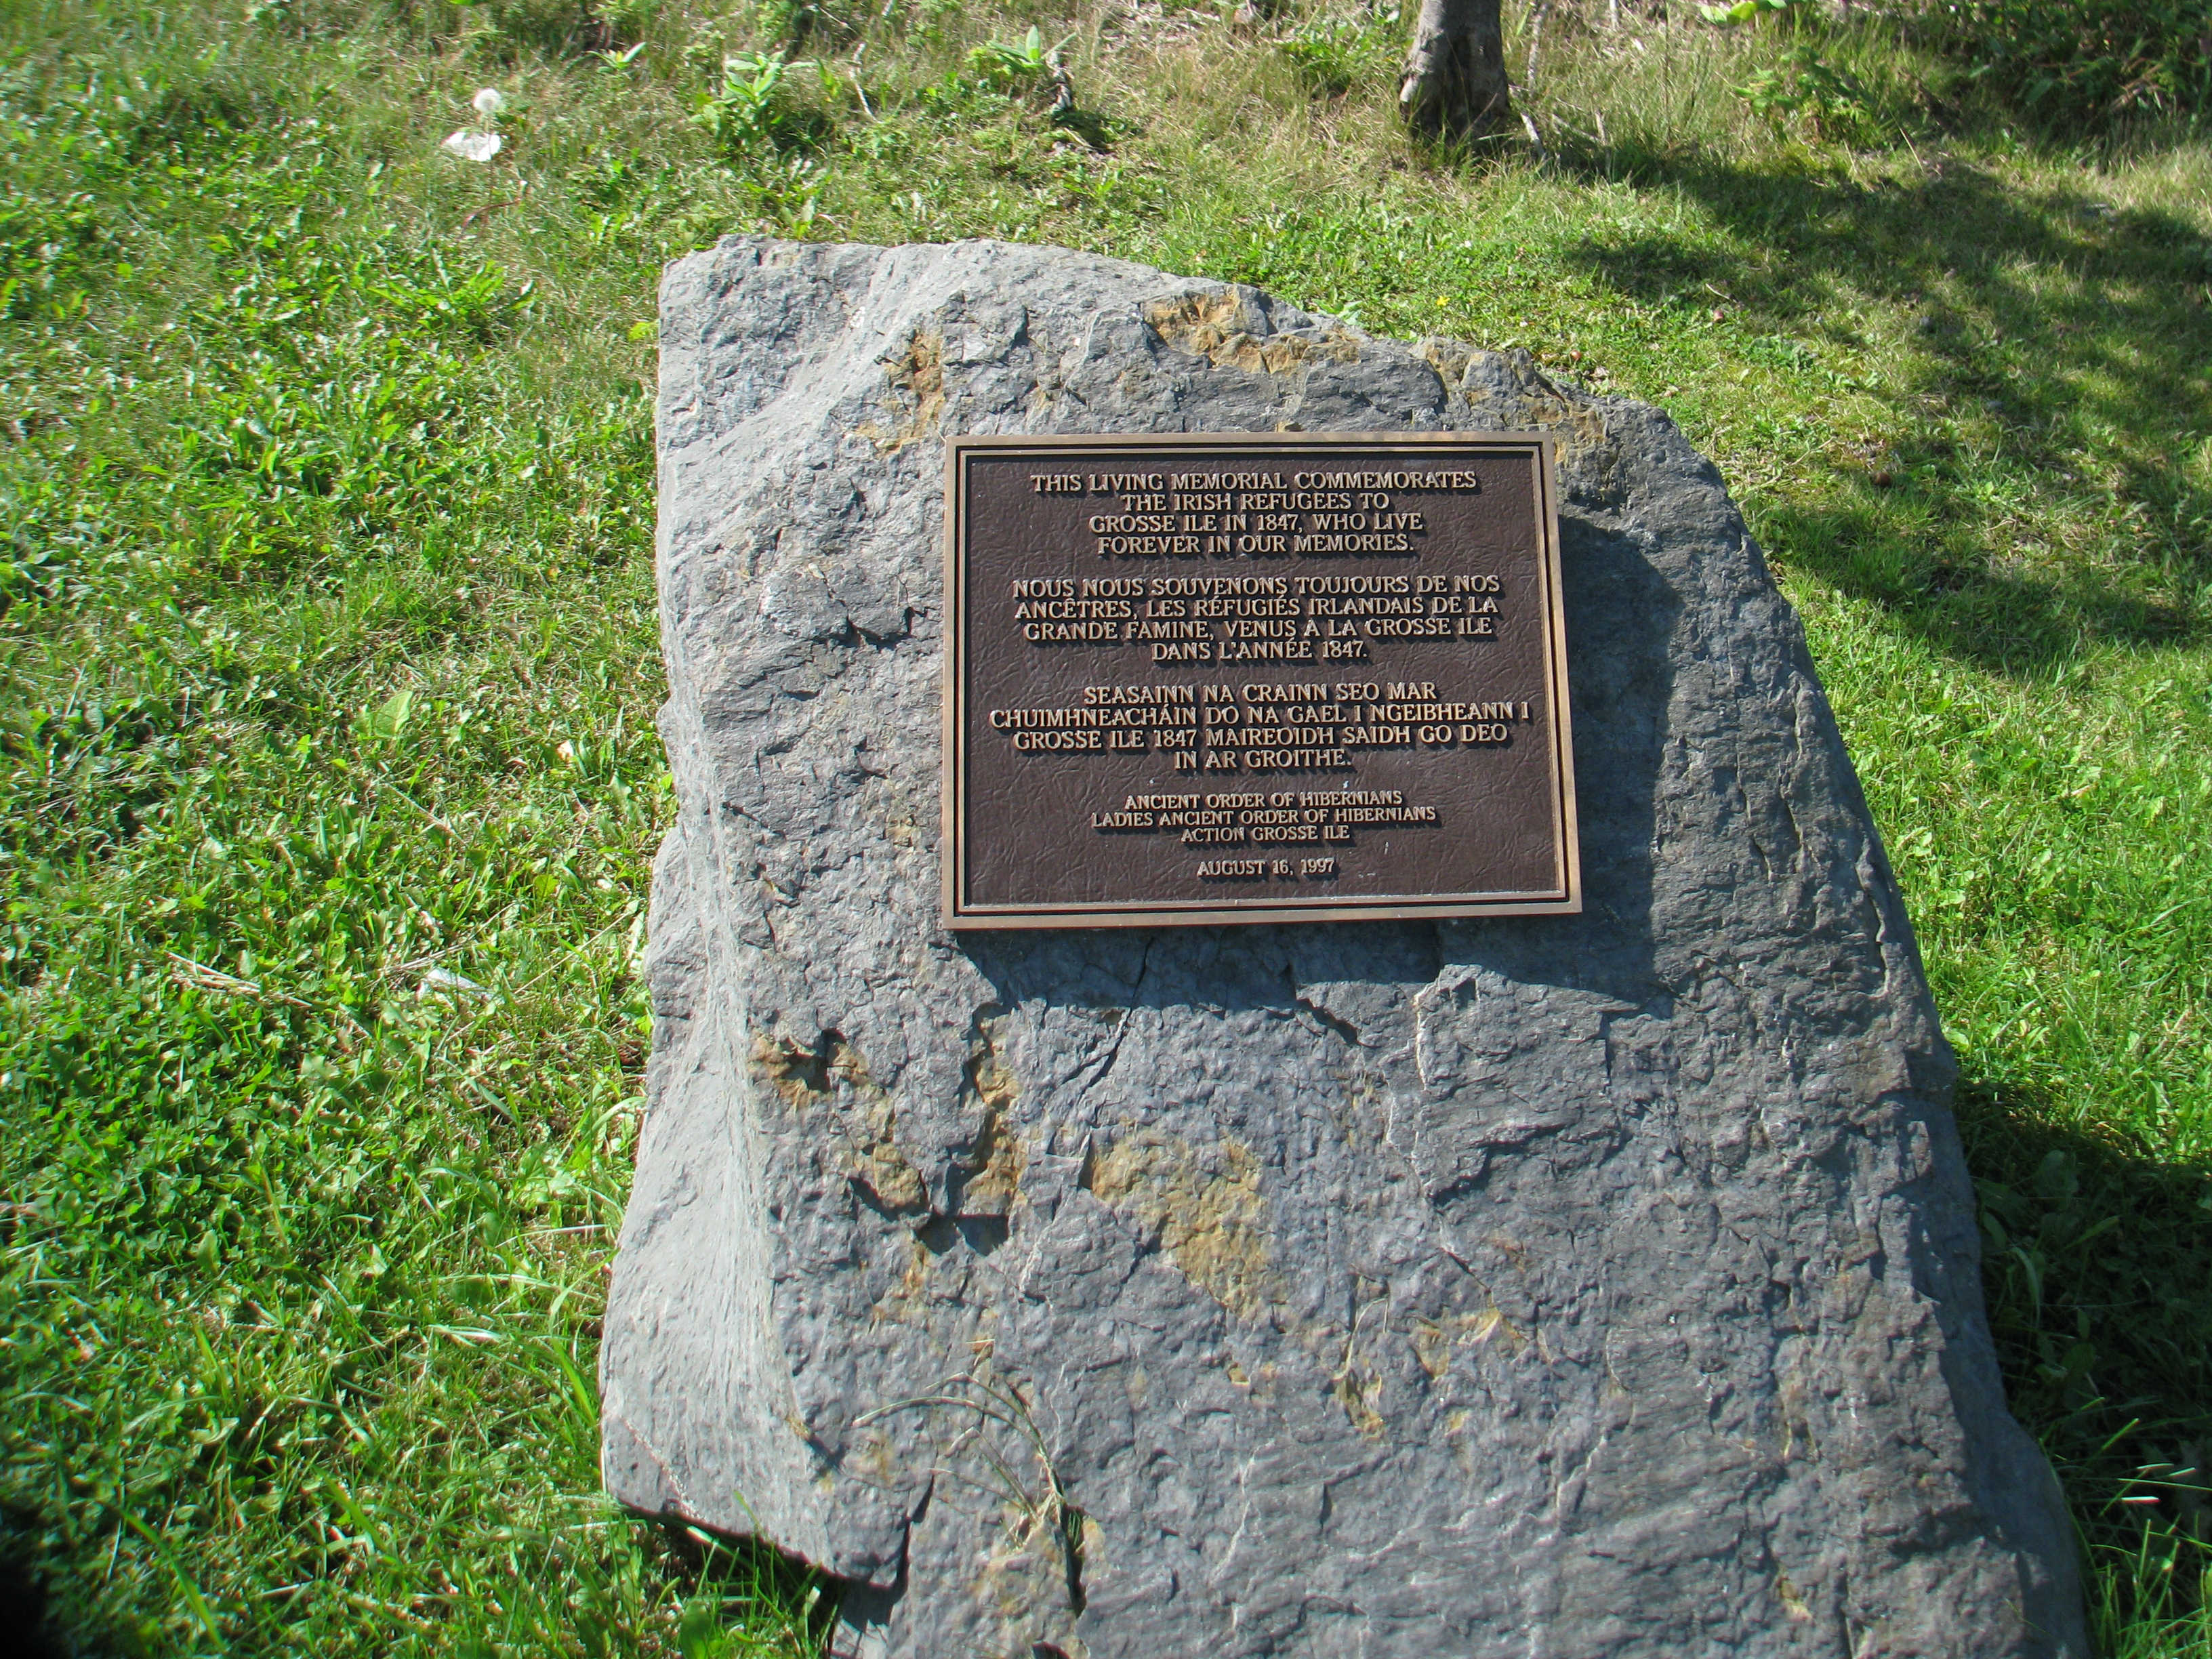 THIS LIVING MEMORIAL COMMEMORATES
THE IRISH REFUGEES TO
GROSSE ILE IN 1847, WHO LIVE
FOREVER IN OUR MEMORIES.
NOUS NOUS SOUVENONS TOUJOURS DE NOS
ANCÊTRES, LES RÉFUGIÉS IRLANDAIS DE LA
GRANDE FAMINE, VENUS À LA GROSSE ILE
DANS L'ANNÉE 1847.
SEASAINN NA CRAINN SEO MAR
CHUIMHNEACHÁIN DO NA GAEL I NGEIBHEANN I
GROSSE ILE 1847 MAIREOIDH SAIDH GO DEO
IN AR GROITHE.
ANCIENT ORDER OF HIBERNIANS
LADIES ANCIENT ORDER OF HIBERNIANS
ACTION GROSSE ILE
AUGUST 16, 1997